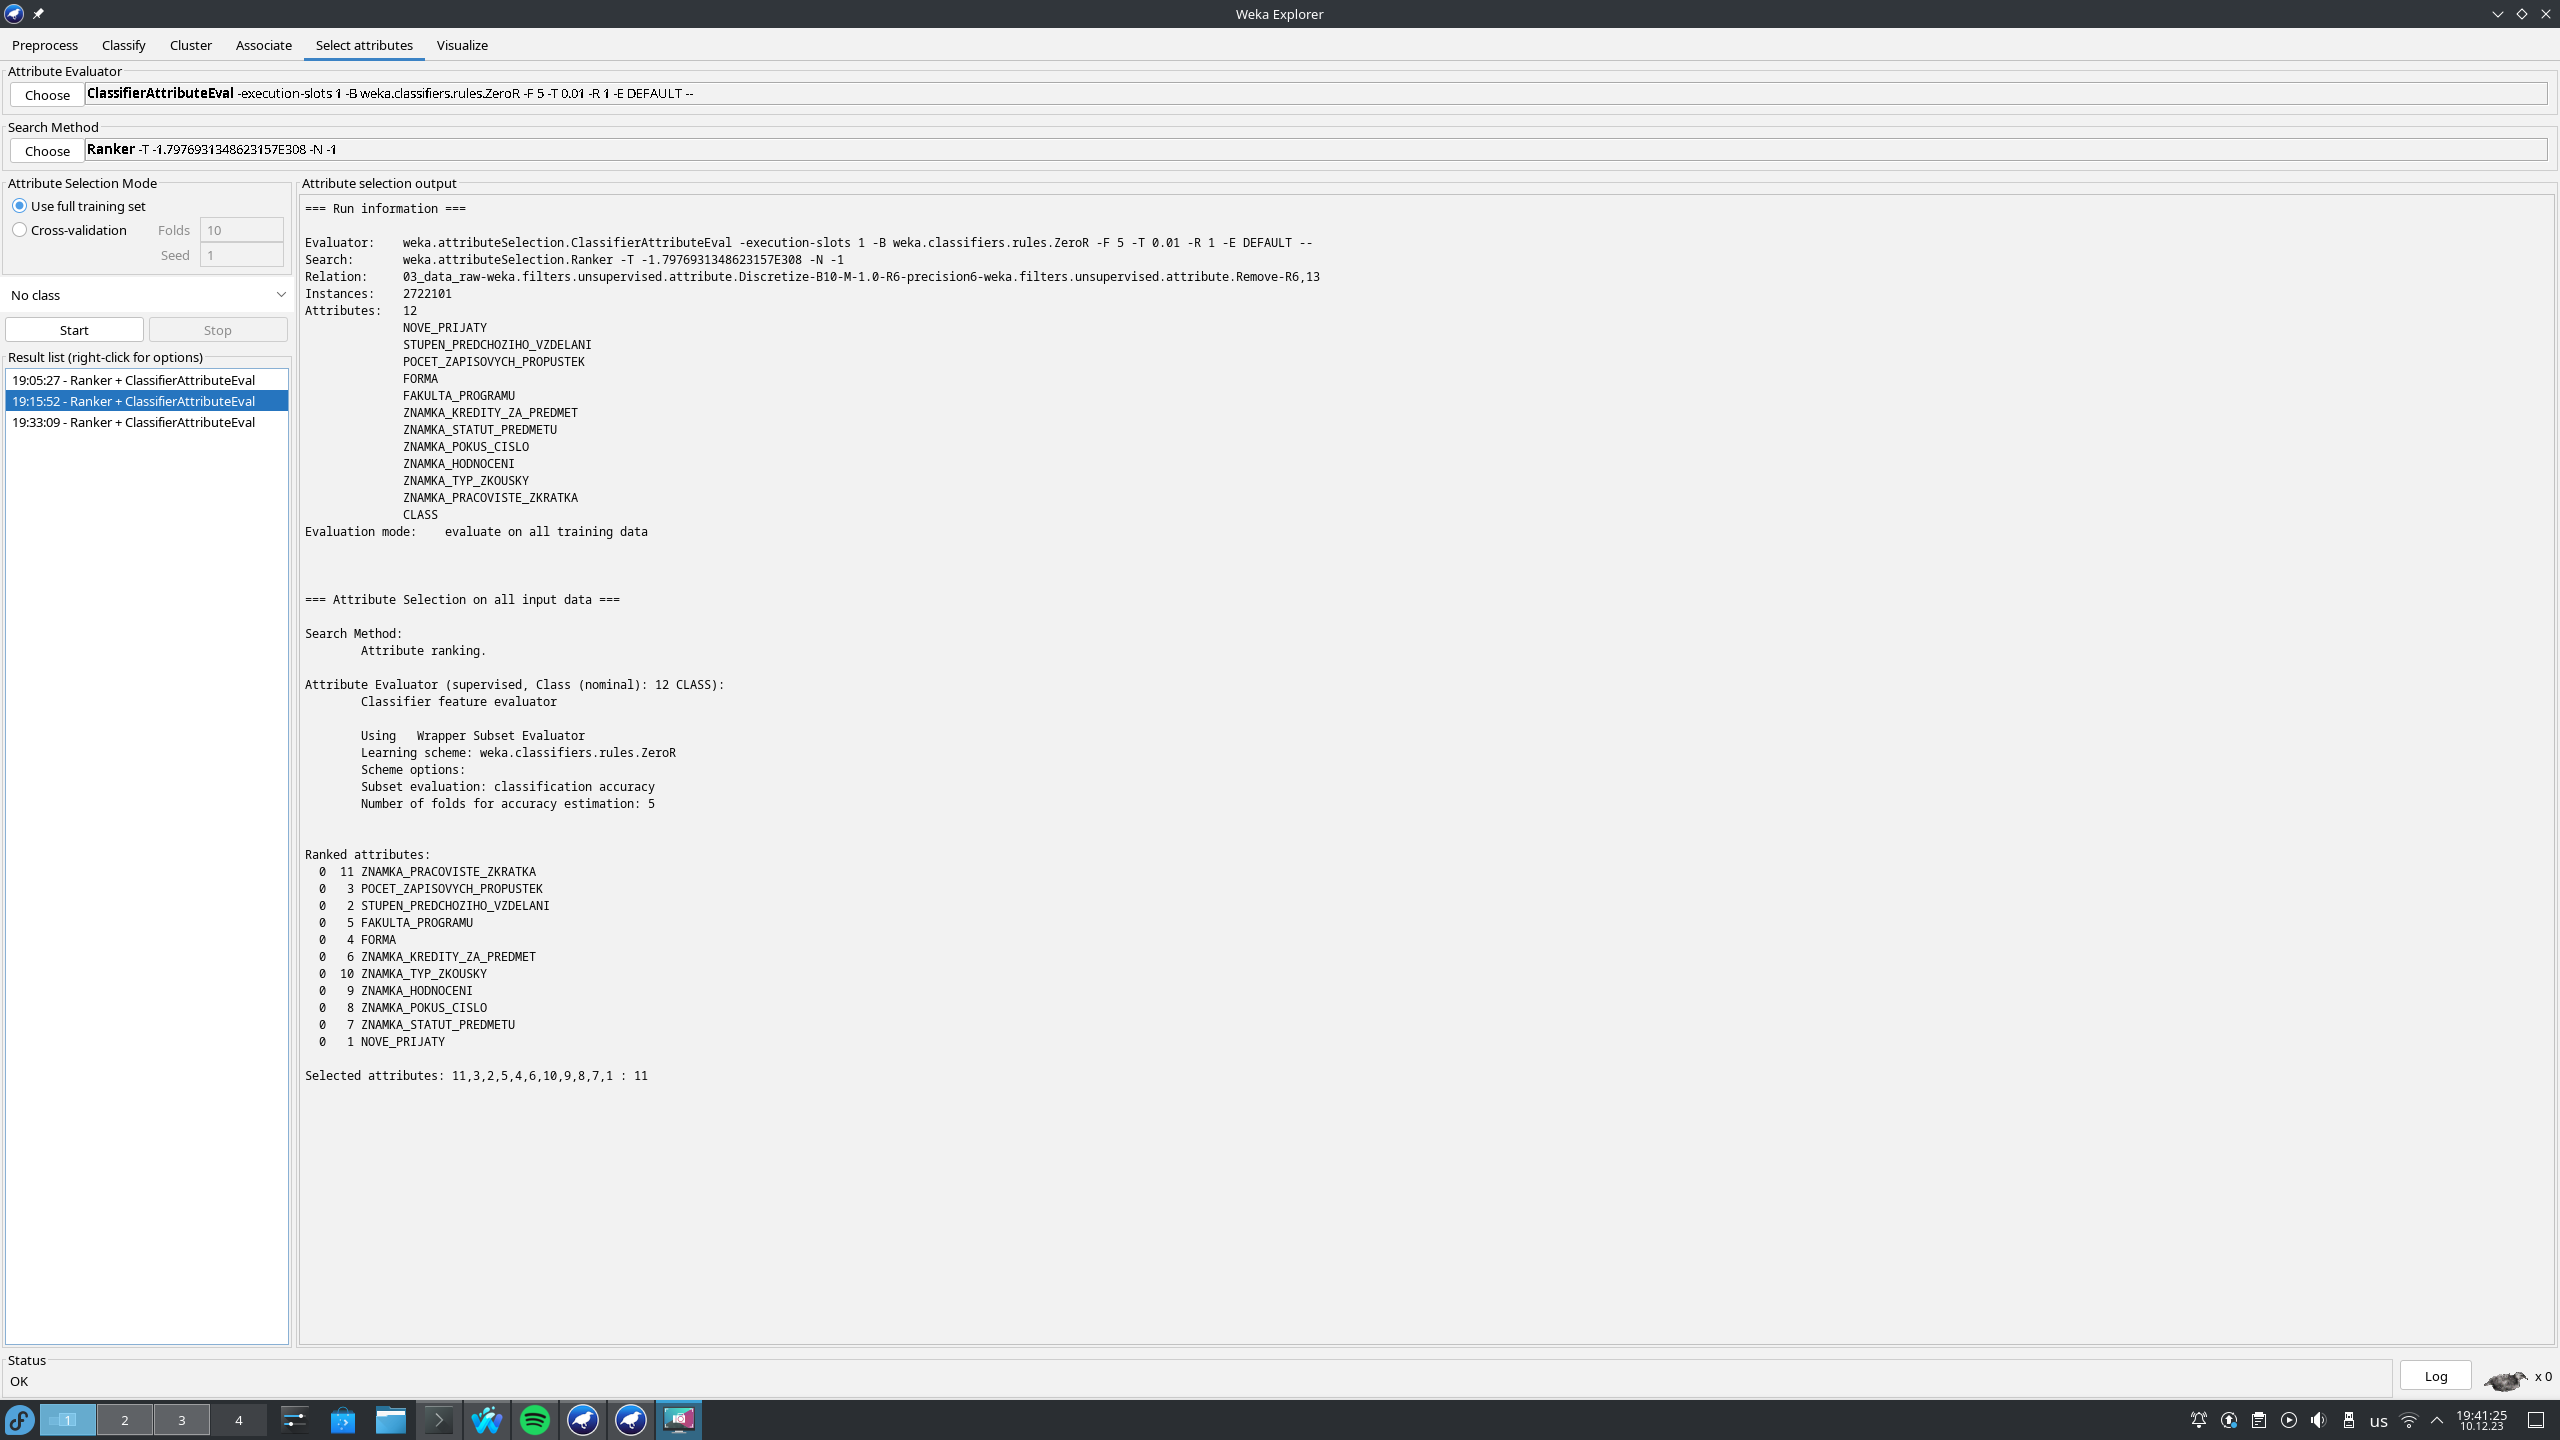 Weka Explorer
Preprocess Classify Cluster Associate Select attributes Visualize
Attribute Evaluator
Choose ClassifierAttributeEval -execution-slots 1 -B weka.classifiers.rules.ZeroR -F 5 -T 0.01 -R 1 -E DEFAULT --
Search Method
Choose Ranker -T -1.7976931348623157E308 -N -1
Attribute Selection Mode
Use full training set
Cross-validation Folds 10
Seed 1
No class
Start Stop
Result list (right-click for options)
19:05:27 - Ranker + ClassifierAttributeEval
19:15:52 - Ranker + ClassifierAttributeEval
19:33:09 - Ranker + ClassifierAttributeEval
Attribute selection output
=== Run information ===
Evaluator: weka.attributeSelection.ClassifierAttributeEval -execution-slots 1 -B weka.classifiers.rules.ZeroR -F 5 -T 0.01 -R 1 -E DEFAULT --
Search: weka.attributeSelection.Ranker -T -1.7976931348623157E308 -N -1
Relation: 03_data_raw-weka.filters.unsupervised.attribute.Discretize-B10-M-1.0-R6-precision6-weka.filters.unsupervised.attribute.Remove-R6,13
Instances: 2722101
Attributes: 12
NOVE_PRIJATY
STUPEN_PREDCHOZIHO_VZDELANI
POCET_ZAPISOVYCH_PROPUSTEK
FORMA
FAKULTA_PROGRAMU
ZNAMKA_KREDITY_ZA_PREDMET
ZNAMKA_STATUT_PREDMETU
ZNAMKA_POKUS_CISLO
ZNAMKA_HODNOCENI
ZNAMKA_TYP_ZKOUSKY
ZNAMKA_PRACOVISTE_ZKRATKA
CLASS
Evaluation mode: evaluate on all training data
=== Attribute Selection on all input data ===
Search Method:
Attribute ranking.
Attribute Evaluator (supervised, Class (nominal): 12 CLASS):
Classifier feature evaluator
Using Wrapper Subset Evaluator
Learning scheme: weka.classifiers.rules.ZeroR
Scheme options:
Subset evaluation: classification accuracy
Number of folds for accuracy estimation: 5
Ranked attributes:
0 11 ZNAMKA_PRACOVISTE_ZKRATKA
0 3 POCET_ZAPISOVYCH_PROPUSTEK
0 2 STUPEN_PREDCHOZIHO_VZDELANI
0 5 FAKULTA_PROGRAMU
0 4 FORMA
0 6 ZNAMKA_KREDITY_ZA_PREDMET
0 10 ZNAMKA_TYP_ZKOUSKY
0 9 ZNAMKA_HODNOCENI
0 8 ZNAMKA_POKUS_CISLO
0 7 ZNAMKA_STATUT_PREDMETU
0 1 NOVE_PRIJATY
Selected attributes: 11,3,2,5,4,6,10,9,8,7,1 : 11
Status
OK
Log x 0
1 2 3 4
us 19:41:25
10.12.23